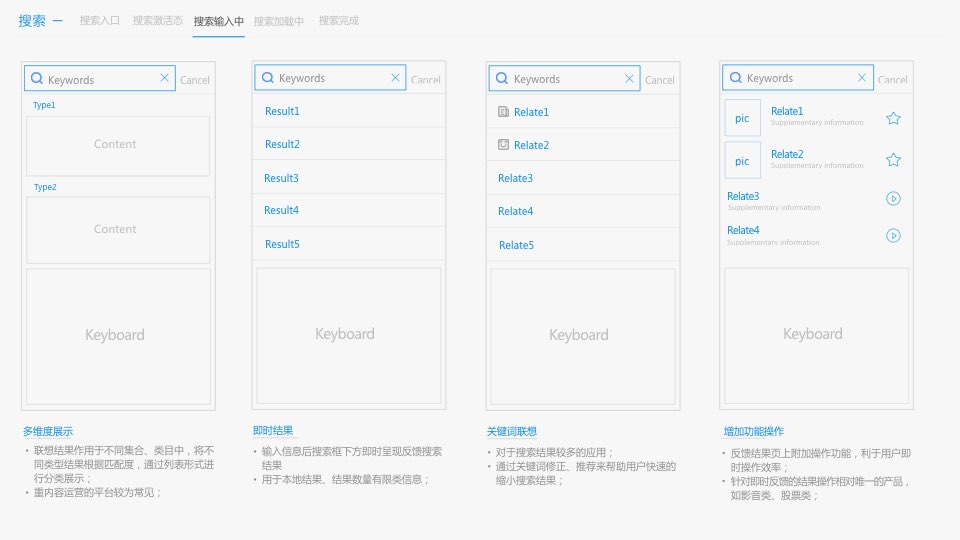 搜索 一 搜索入口 搜索激活态 搜索输入中 搜索加载中 搜索完成
Keywords Cancel
Type1
Content
Type2
Content
Keyboard
多维度展示
• 联想结果作用于不同集合、类目中，将不
同类型结果根据匹配度，通过列表形式进
行分类展示；
• 重内容运营的平台较为常见；
Keywords Cancel
Result1
Result2
Result3
Result4
Result5
Keyboard
即时结果
• 输入信息后搜索框下方即时呈现反馈搜索
结果
• 用于本地结果、结果数量有限类信息；
Keywords Cancel
Relate1
Relate2
Relate3
Relate4
Relate5
Keyboard
关键词联想
• 对于搜索结果较多的应用；
• 通过关键词修正、推荐来帮助用户快速的
缩小搜索结果；
Keywords Cancel
pic Relate1
Supplementary information
pic Relate2
Supplementary information
Relate3
Supplementary information
Relate4
Supplementary information
Keyboard
增加功能操作
• 反馈结果页上附加操作功能，利于用户即
时操作效率；
• 针对即时反馈的结果操作相对唯一的产品，
如影音类、股票类；